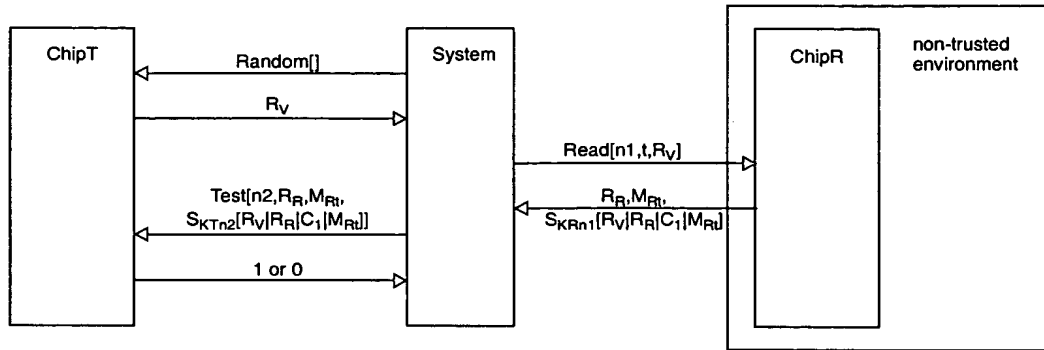 ChipT
System
ChipR
non-trusted
environment
Random[]
R_V
Read[n1,t,R_V]
Test[n2,R_R,M_Rt,
S_KTn2[R_V|R_R|C_1|M_Rt]]
R_R,M_Rt,
S_KRn1[R_V|R_R|C_1|M_Rt]
1 or 0